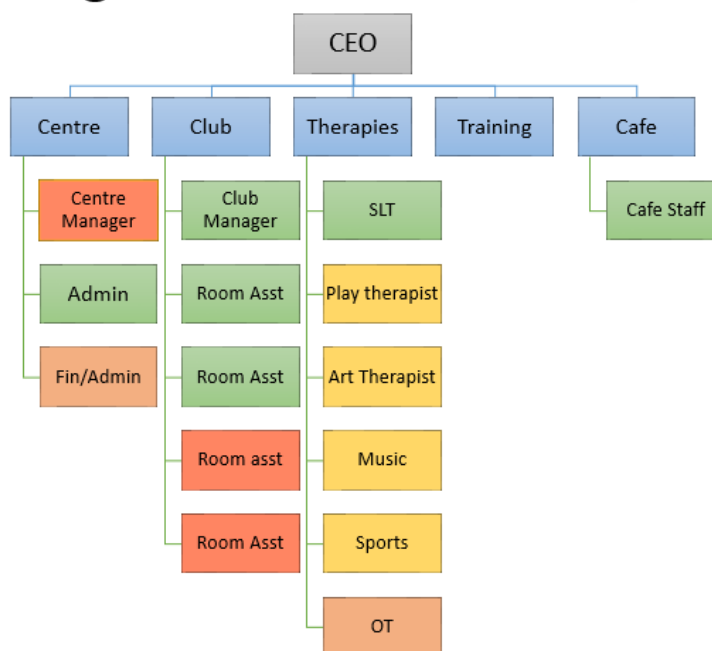 CEO
Centre
Club
Therapies
Training
Cafe
Centre
Manager
Club
Manager
SLT
Cafe Staff
Admin
Room Asst
Play therapist
Fin/Admin
Room Asst
Art Therapist
Room asst
Music
Room Asst
Sports
OT